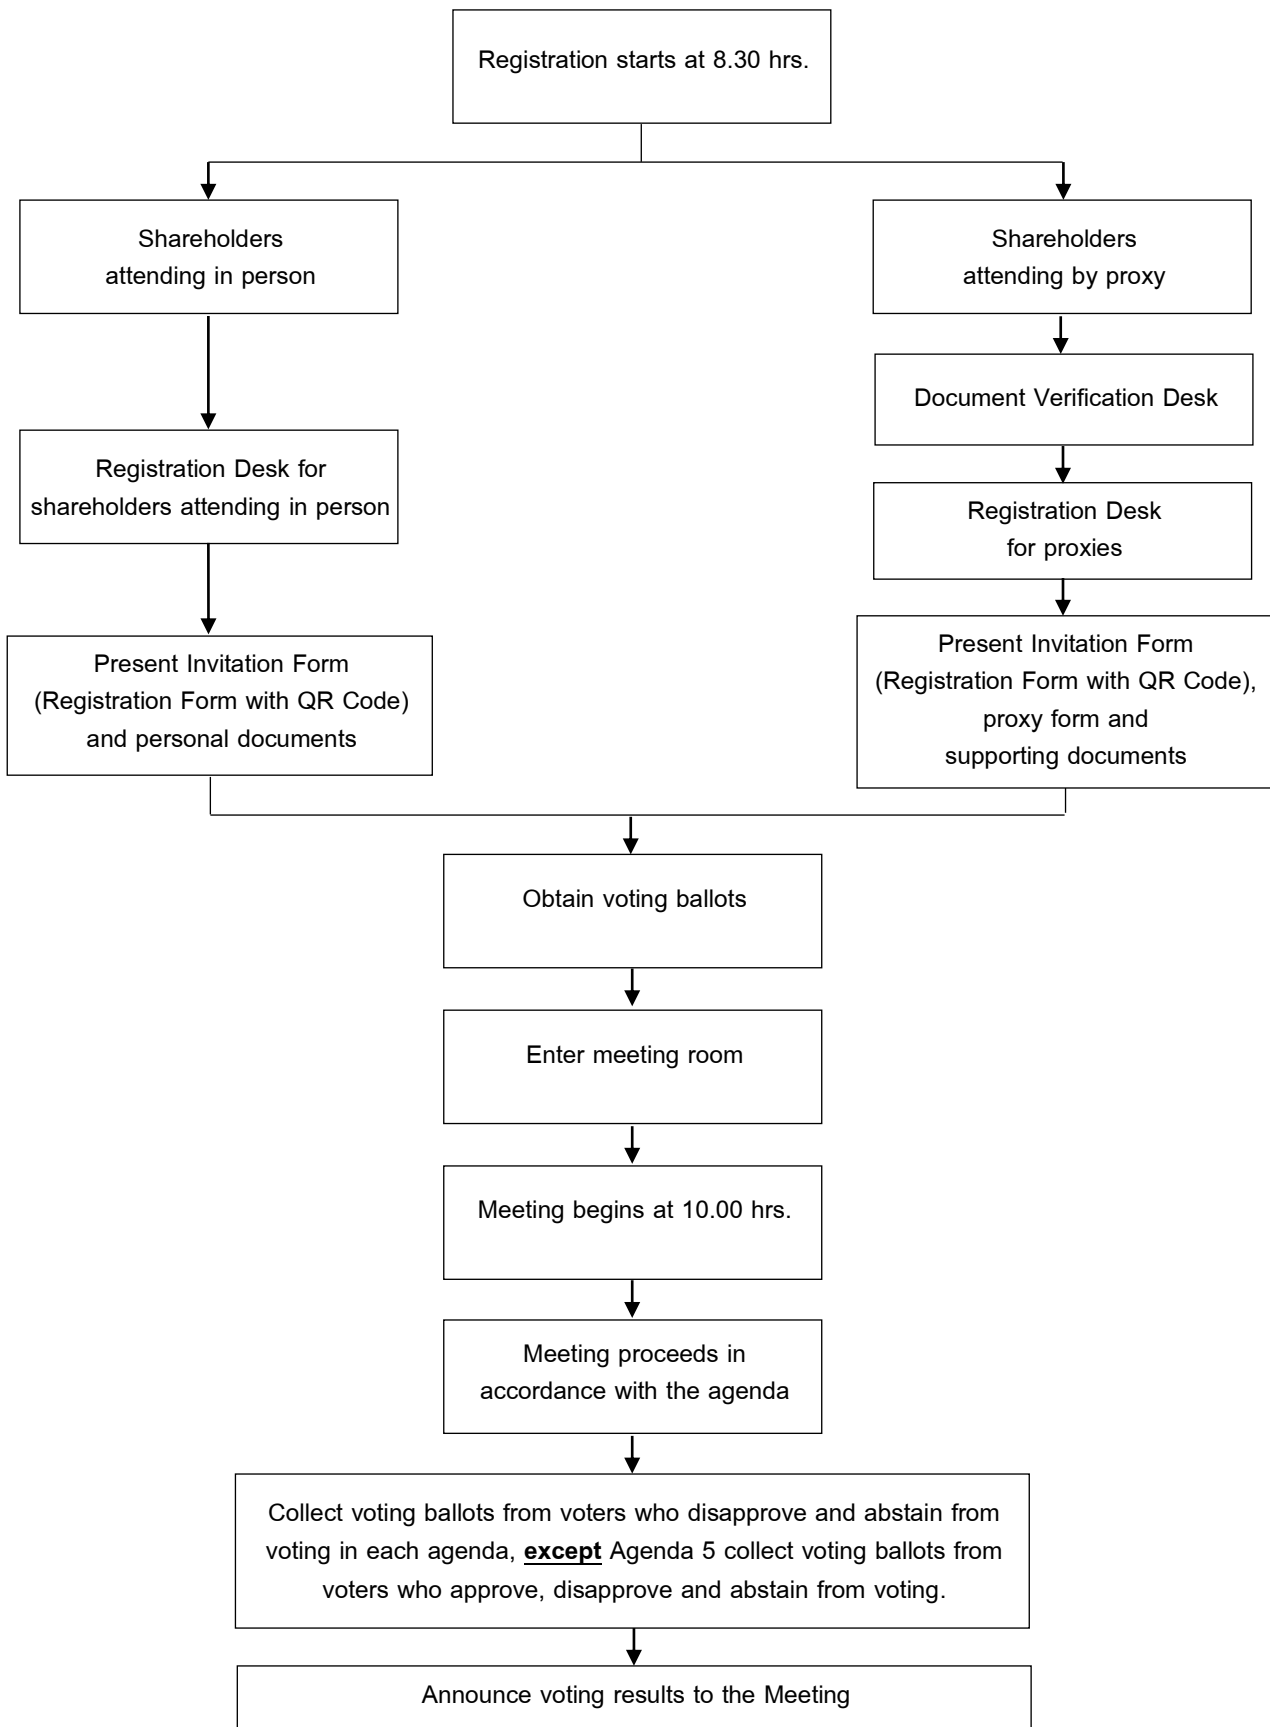 Registration starts at 8.30 hrs.
Shareholders
attending in person
Shareholders
attending by proxy
Document Verification Desk
Registration Desk for
shareholders attending in person
Registration Desk
for proxies
Present Invitation Form
(Registration Form with QR Code)
and personal documents
Present Invitation Form
(Registration Form with QR Code),
proxy form and
supporting documents
Obtain voting ballots
Enter meeting room
Meeting begins at 10.00 hrs.
Meeting proceeds in
accordance with the agenda
Collect voting ballots from voters who disapprove and abstain from
voting in each agenda, except Agenda 5 collect voting ballots from
voters who approve, disapprove and abstain from voting.
Announce voting results to the Meeting